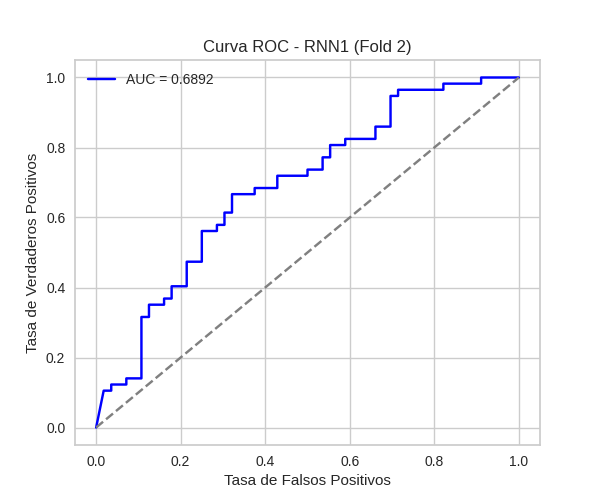 Curva ROC - RNN1 (Fold 2)
AUC = 0.6892
Tasa de Verdaderos Positivos
1.0
0.8
0.6
0.4
0.2
0.0
0.0 0.2 0.4 0.6 0.8 1.0
Tasa de Falsos Positivos